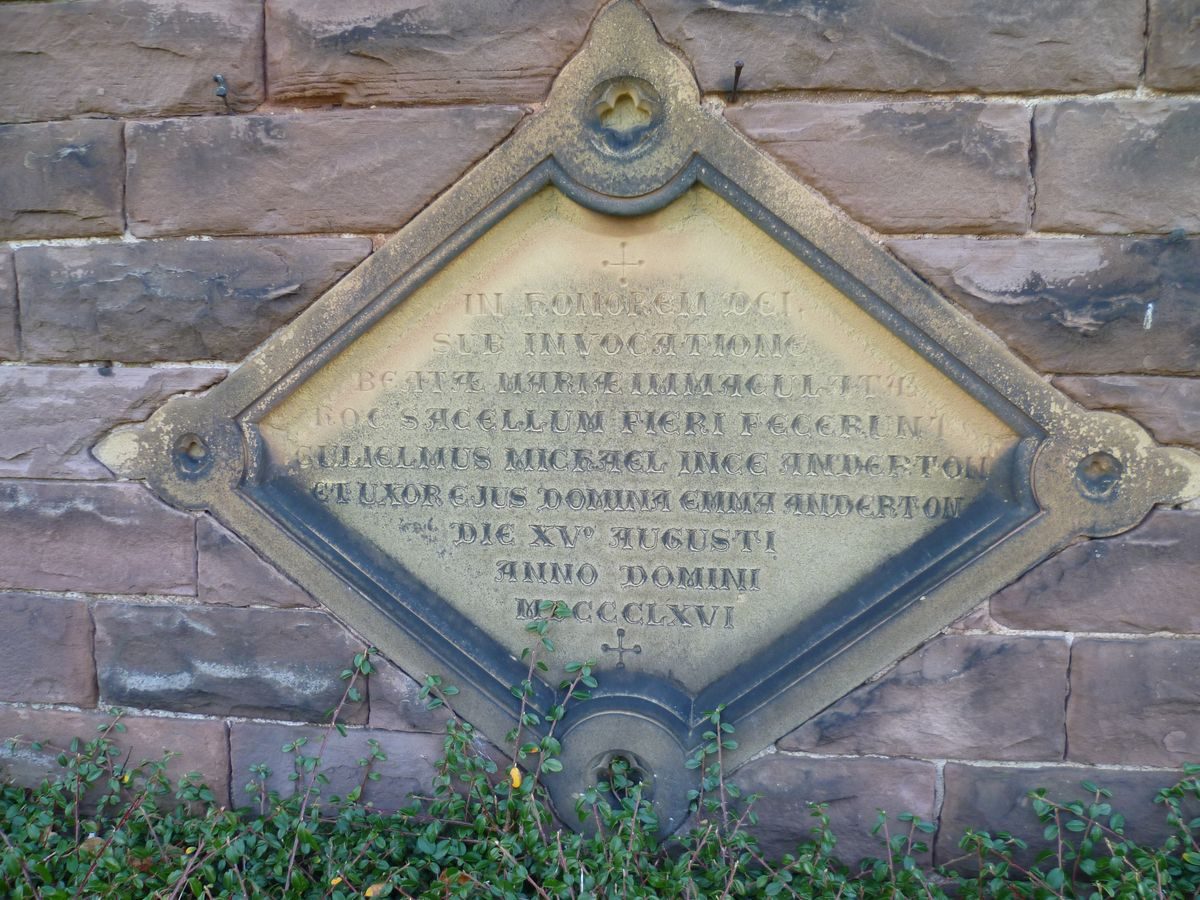 IN HONOREM DEI,
SUB INVOCATIONE
BEATÆ MARIÆ IMMACULATÆ
HOC SACELLUM FIERI FECERUNT
GULIELMUS MICHAEL INCE ANDERTON
ET UXOR EJUS DOMINA EMMA ANDERTON
DIE XVº AUGUSTI
ANNO DOMINI
MDCCCLXVI